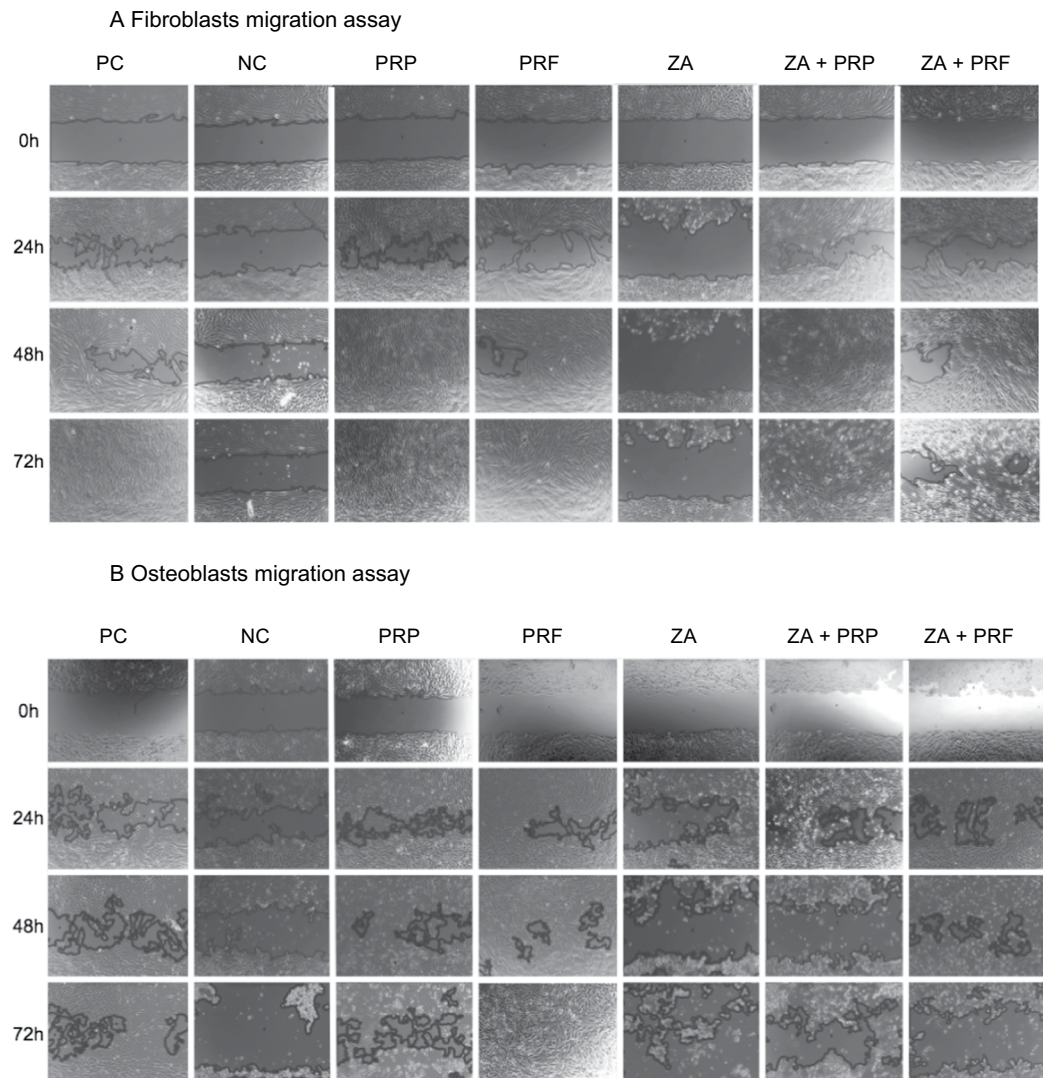 A Fibroblasts migration assay
PC NC PRP PRF ZA ZA + PRP ZA + PRF
0h
24h
48h
72h
B Osteoblasts migration assay
PC NC PRP PRF ZA ZA + PRP ZA + PRF
0h
24h
48h
72h